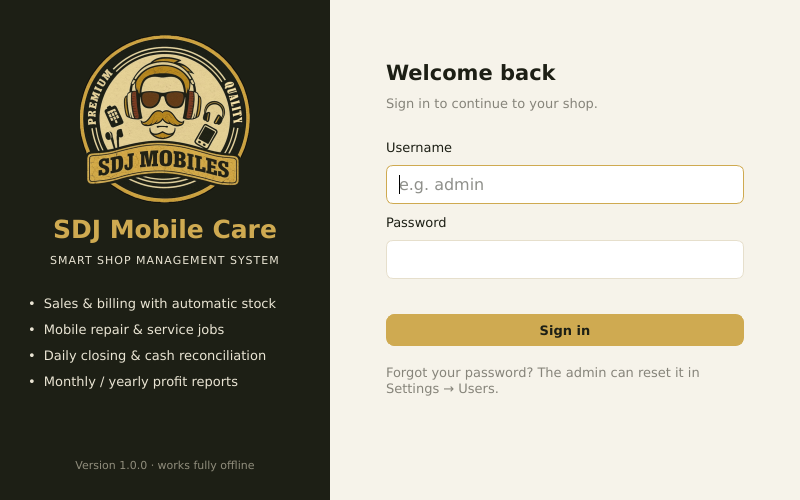 PREMIUM QUALITY
SDJ MOBILES
SDJ Mobile Care
SMART SHOP MANAGEMENT SYSTEM
• Sales & billing with automatic stock
• Mobile repair & service jobs
• Daily closing & cash reconciliation
• Monthly / yearly profit reports
Version 1.0.0 · works fully offline
Welcome back
Sign in to continue to your shop.
Username
e.g. admin
Password
Sign in
Forgot your password? The admin can reset it in
Settings → Users.